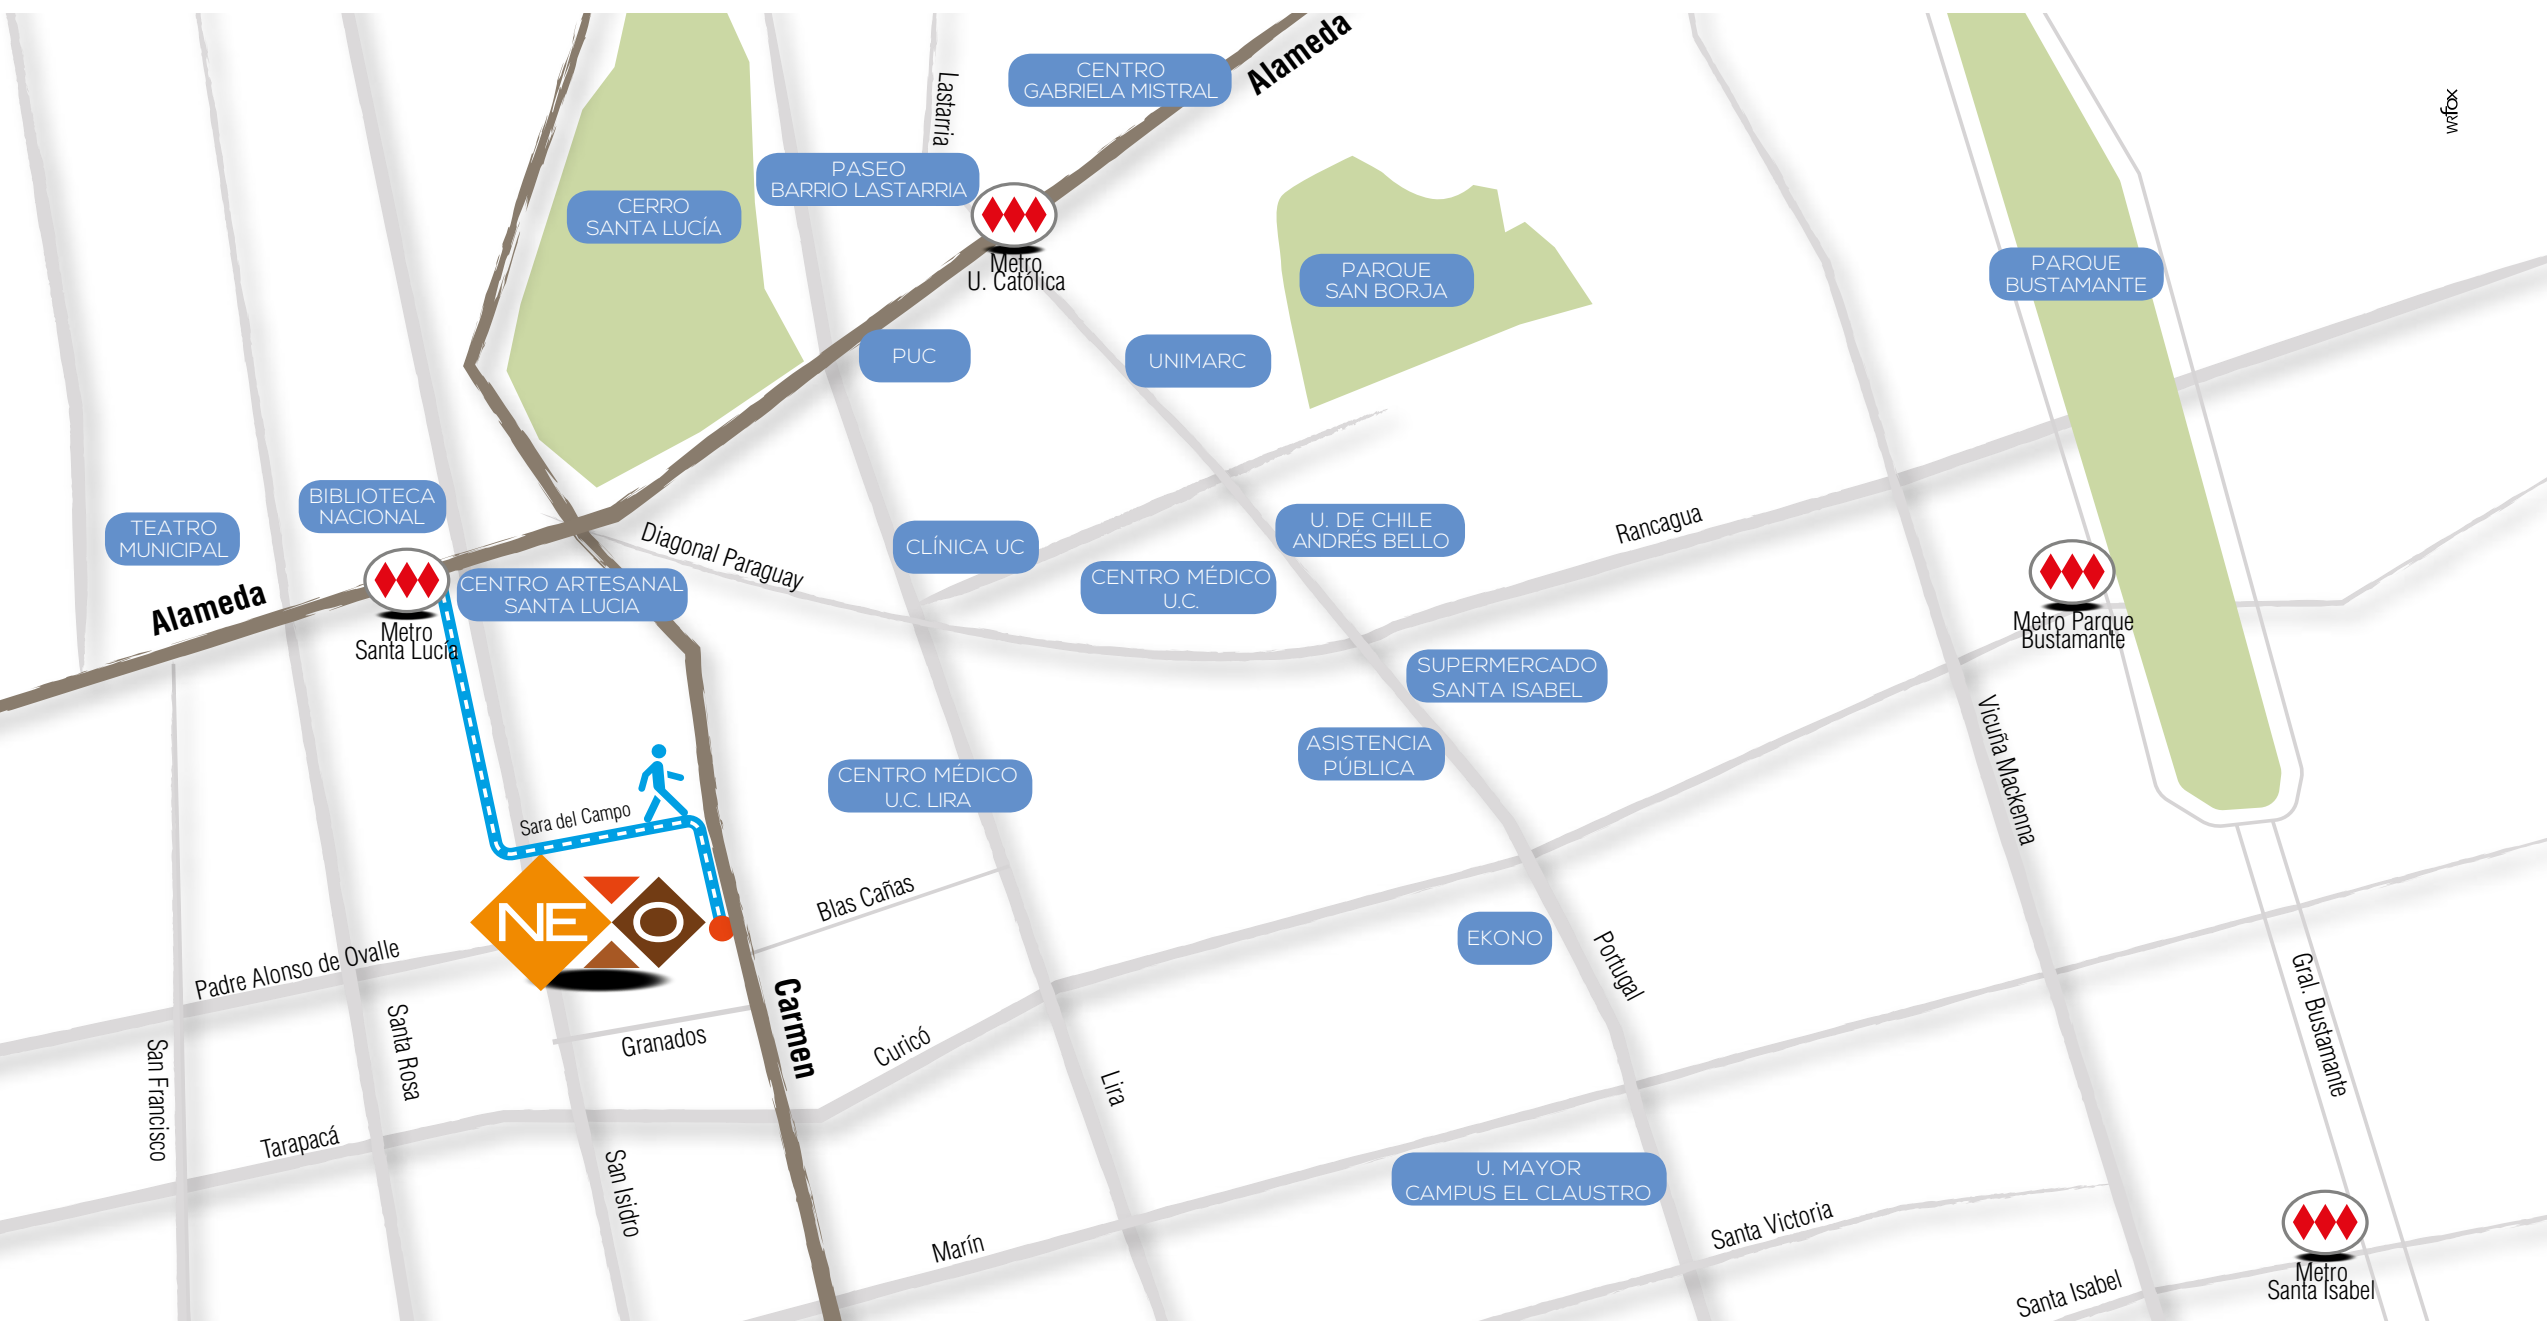 Alameda
CENTRO
GABRIELA MISTRAL
Lastarria
wrfox
PASEO
BARRIO LASTARRIA
CERRO
SANTA LUCÍA
Metro
U. Católica
PARQUE
SAN BORJA
PARQUE
BUSTAMANTE
PUC
UNIMARC
BIBLIOTECA
NACIONAL
TEATRO
MUNICIPAL
Diagonal Paraguay
CLÍNICA UC
U. DE CHILE
ANDRÉS BELLO
Rancagua
CENTRO ARTESANAL
SANTA LUCIA
CENTRO MÉDICO
U.C.
Alameda
Metro
Santa Lucía
Metro Parque
Bustamante
SUPERMERCADO
SANTA ISABEL
ASISTENCIA
PÚBLICA
Vicuña Mackenna
CENTRO MÉDICO
U.C. LIRA
Sara del Campo
NEXO
Blas Cañas
EKONO
Portugal
Padre Alonso de Ovalle
Gral. Bustamante
Carmen
Santa Rosa
Granados
Curicó
San Francisco
Lira
Tarapacá
San Isidro
U. MAYOR
CAMPUS EL CLAUSTRO
Santa Victoria
Marín
Santa Isabel
Metro
Santa Isabel